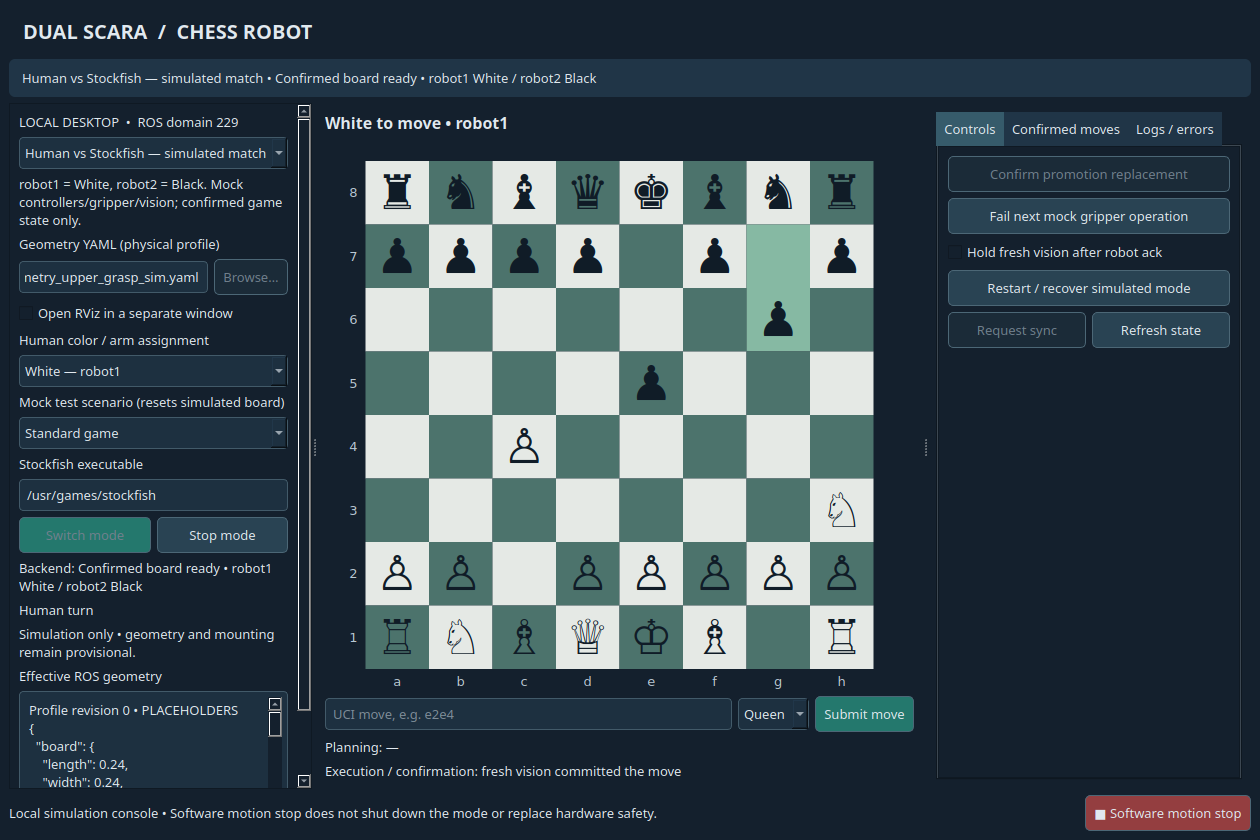 DUAL SCARA / CHESS ROBOT
Human vs Stockfish — simulated match • Confirmed board ready • robot1 White / robot2 Black
LOCAL DESKTOP • ROS domain 229
Human vs Stockfish — simulated match
robot1 = White, robot2 = Black. Mock
controllers/gripper/vision; confirmed game
state only.
Geometry YAML (physical profile)
netry_upper_grasp_sim.yaml
Browse...
Open RViz in a separate window
Human color / arm assignment
White — robot1
Mock test scenario (resets simulated board)
Standard game
Stockfish executable
/usr/games/stockfish
Switch mode
Stop mode
Backend: Confirmed board ready • robot1
White / robot2 Black
Human turn
Simulation only • geometry and mounting
remain provisional.
Effective ROS geometry
Profile revision 0 • PLACEHOLDERS
{
"board": {
"length": 0.24,
"width": 0.24,
White to move • robot1
8
7
6
5
4
3
2
1
a b c d e f g h
UCI move, e.g. e2e4
Queen
Submit move
Planning: —
Execution / confirmation: fresh vision committed the move
Controls
Confirmed moves
Logs / errors
Confirm promotion replacement
Fail next mock gripper operation
Hold fresh vision after robot ack
Restart / recover simulated mode
Request sync
Refresh state
Local simulation console • Software motion stop does not shut down the mode or replace hardware safety.
Software motion stop